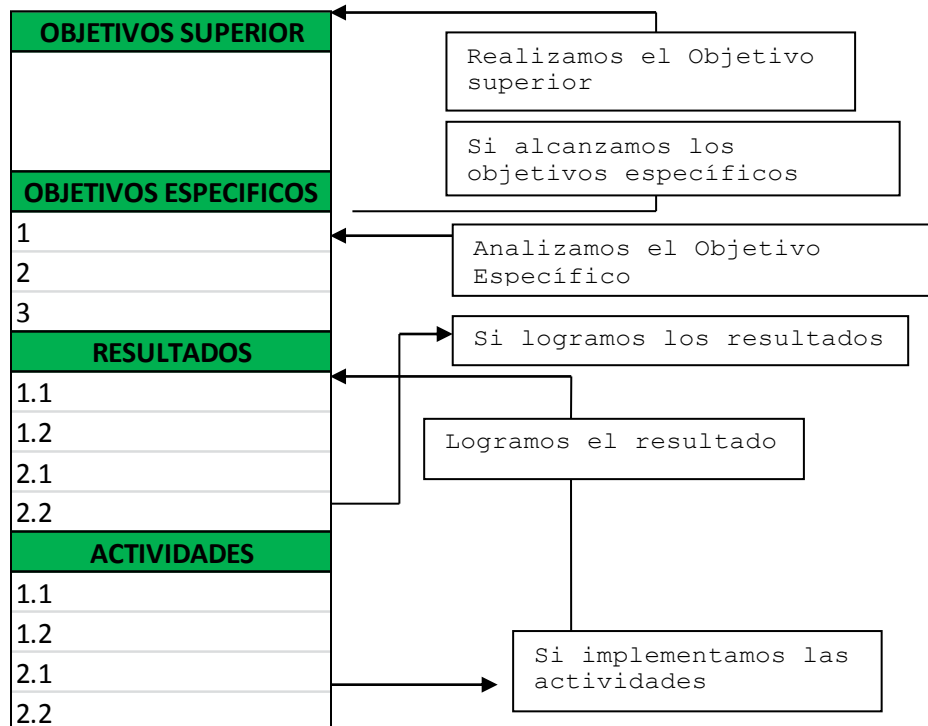 OBJETIVOS SUPERIOR
Realizamos el Objetivo
superior
Si alcanzamos los
objetivos específicos
OBJETIVOS ESPECIFICOS
1
2
3
Analizamos el Objetivo
Específico
Si logramos los resultados
RESULTADOS
1.1
1.2
2.1
2.2
Logramos el resultado
ACTIVIDADES
1.1
1.2
2.1
2.2
Si implementamos las
actividades